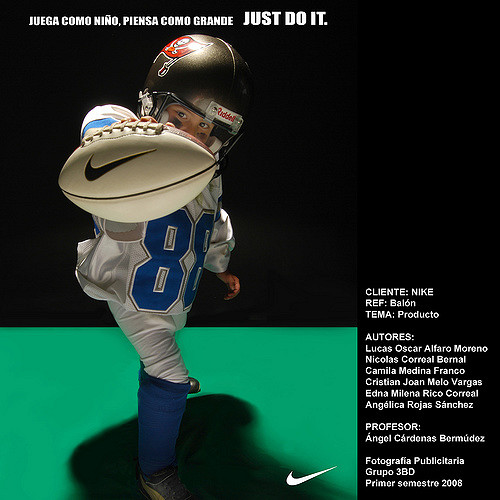 JUEGA COMO NIÑO, PIENSA COMO GRANDE JUST DO IT.
Riddell
88
CLIENTE: NIKE
REF: Balón
TEMA: Producto
AUTORES:
Lucas Oscar Alfaro Moreno
Nicolas Correal Bernal
Camila Medina Franco
Cristian Joan Melo Vargas
Edna Milena Rico Correal
Angélica Rojas Sánchez
PROFESOR:
Ángel Cárdonas Bermúdez
Fotografía Publicitaria
Grupo 3BD
Primer semestre 2008